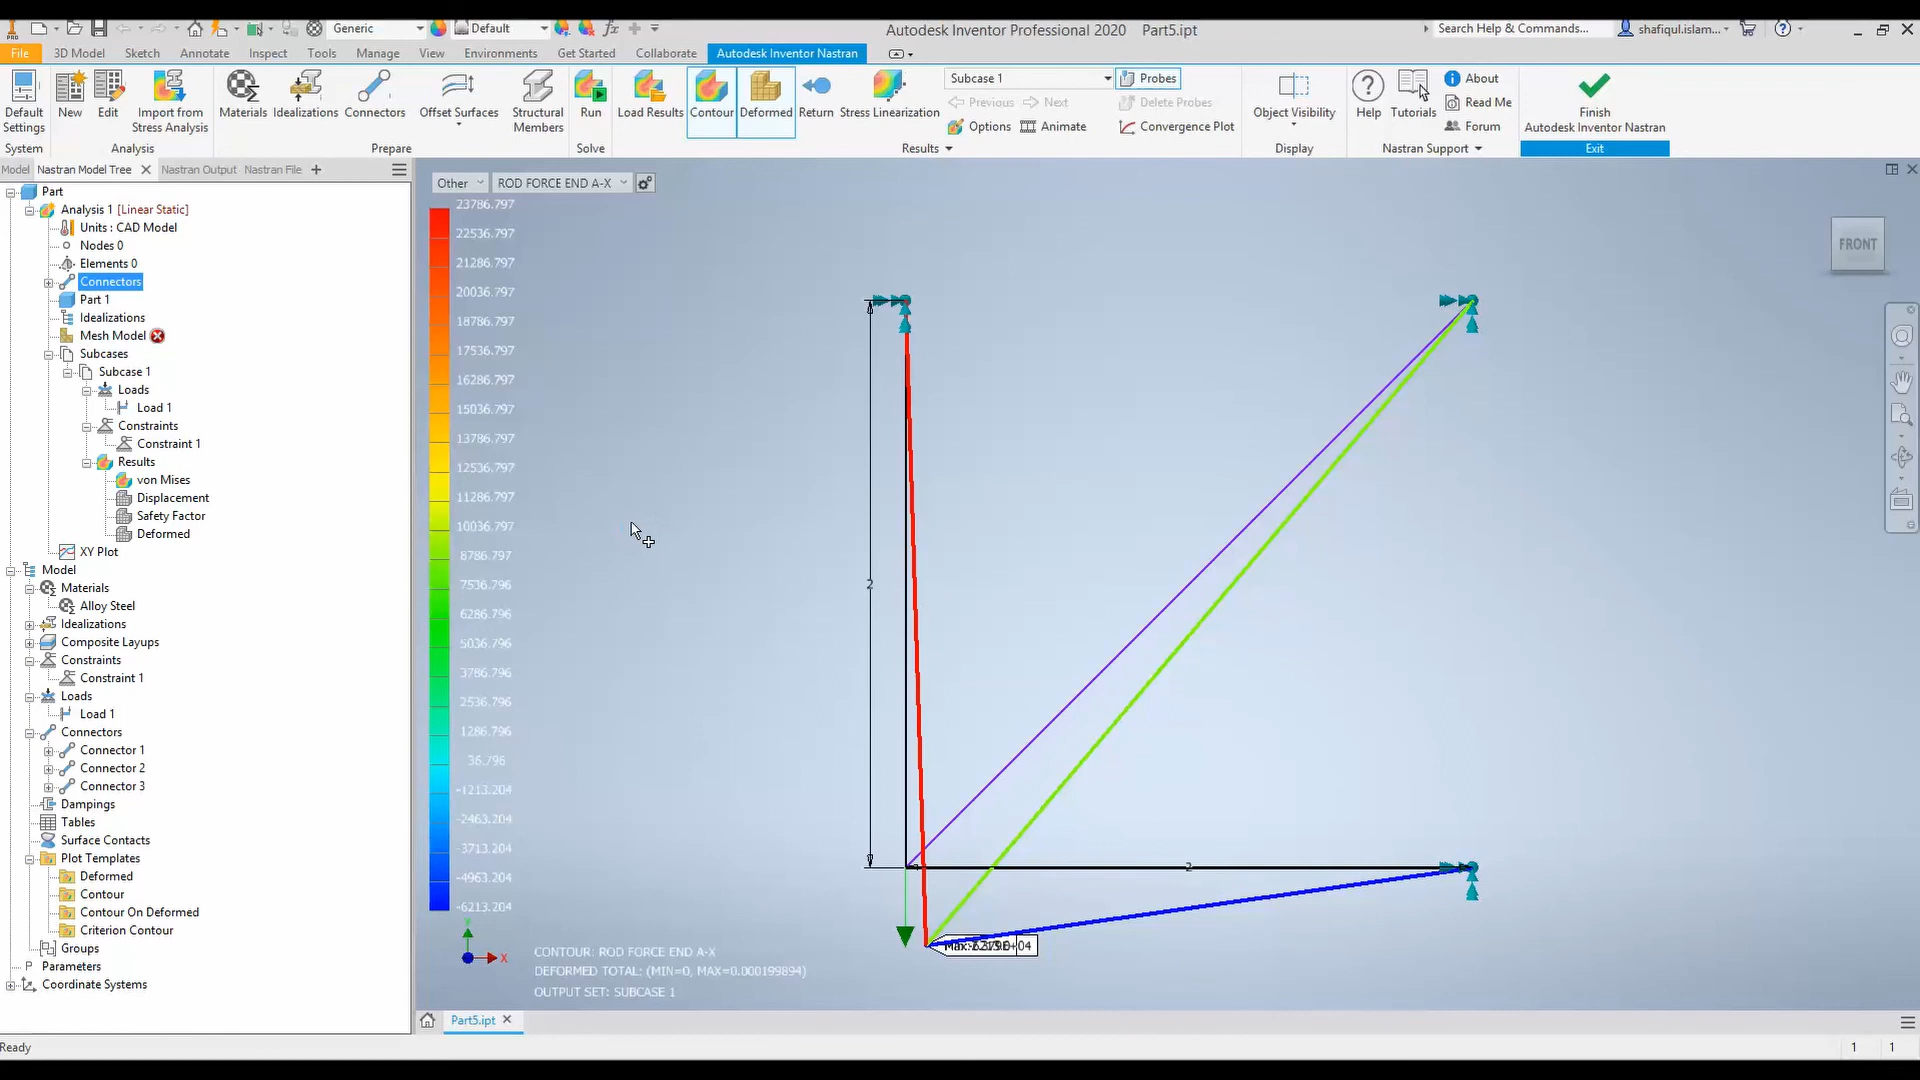 Generic
Default
Autodesk Inventor Professional 2020 Part5.ipt
Search Help & Commands...
shafiqul.islam...
File 3D Model Sketch Annotate Inspect Tools Manage View Environments Get Started Collaborate Autodesk Inventor Nastran
Default Settings
New
Edit
Import from Stress Analysis
Materials
Idealizations
Connectors
Offset Surfaces
Structural Members
Run
Load Results
Contour
Deformed
Return
Stress Linearization
Subcase 1
Probes
Previous Next
Delete Probes
Options Animate
Convergence Plot
Object Visibility
Help
Tutorials
About
Read Me
Forum
Finish
Autodesk Inventor Nastran
System Analysis Prepare Solve Results Display Nastran Support Exit
Model Nastran Model Tree Nastran Output Nastran File
Part
Analysis 1 [Linear Static]
Units : CAD Model
Nodes 0
Elements 0
Connectors
Part 1
Idealizations
Mesh Model
Subcases
Subcase 1
Loads
Load 1
Constraints
Constraint 1
Results
von Mises
Displacement
Safety Factor
Deformed
XY Plot
Model
Materials
Alloy Steel
Idealizations
Composite Layups
Constraints
Constraint 1
Loads
Load 1
Connectors
Connector 1
Connector 2
Connector 3
Dampings
Tables
Surface Contacts
Plot Templates
Deformed
Contour
Contour On Deformed
Criterion Contour
Groups
Parameters
Coordinate Systems
Other ROD FORCE END A-X
23786.797
22536.797
21286.797
20036.797
18786.797
17536.797
16286.797
15036.797
13786.797
12536.797
11286.797
10036.797
8786.797
7536.796
6286.796
5036.796
3786.796
2536.796
1286.796
36.796
-1213.204
-2463.204
-3713.204
-4963.204
-6213.204
FRONT
2
2
Y
X
CONTOUR: ROD FORCE END A-X
DEFORMED TOTAL: (MIN=0, MAX=0.000199894)
OUTPUT SET: SUBCASE 1
Part5.ipt
Ready
1 1